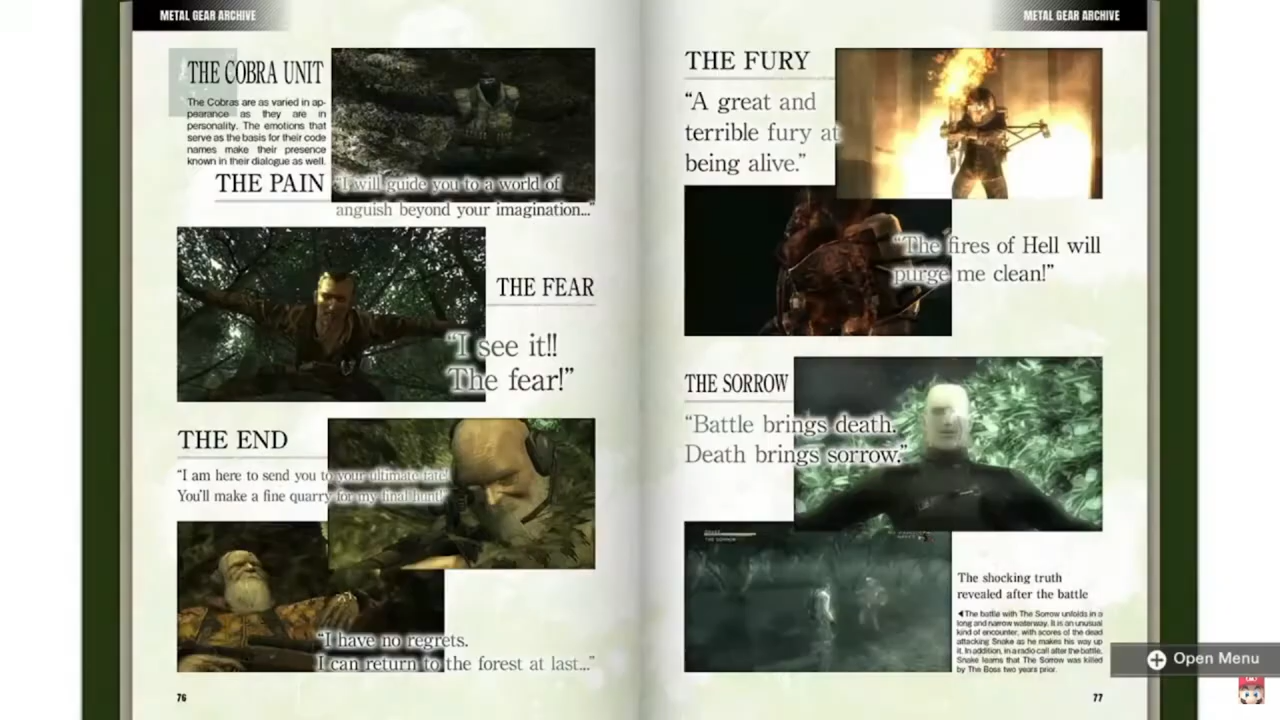 METAL GEAR ARCHIVE
THE COBRA UNIT
The Cobras are as varied in ap-
pearance as they are in
personality. The emotions that
serve as the basis for their code
names make their presence
known in their dialogue as well.
THE PAIN
“I will guide you to a world of
anguish beyond your imagination...”
THE FEAR
“I see it!!
The fear!”
THE END
“I am here to send you to your ultimate fate!
You'll make a fine quarry for my final hunt!”
“I have no regrets.
I can return to the forest at last...”
76
METAL GEAR ARCHIVE
THE FURY
“A great and
terrible fury at
being alive.”
“The fires of Hell will
purge me clean!”
THE SORROW
“Battle brings death.
Death brings sorrow.”
THE SORROW
The shocking truth
revealed after the battle
◀The battle with The Sorrow unfolds in a
long and narrow waterway. It is an unusual
kind of encounter, with scores of the dead
attacking Snake as he makes his way up
it. In addition, in a radio call after the battle,
Snake learns that The Sorrow was killed
by The Boss two years prior.
77
Open Menu